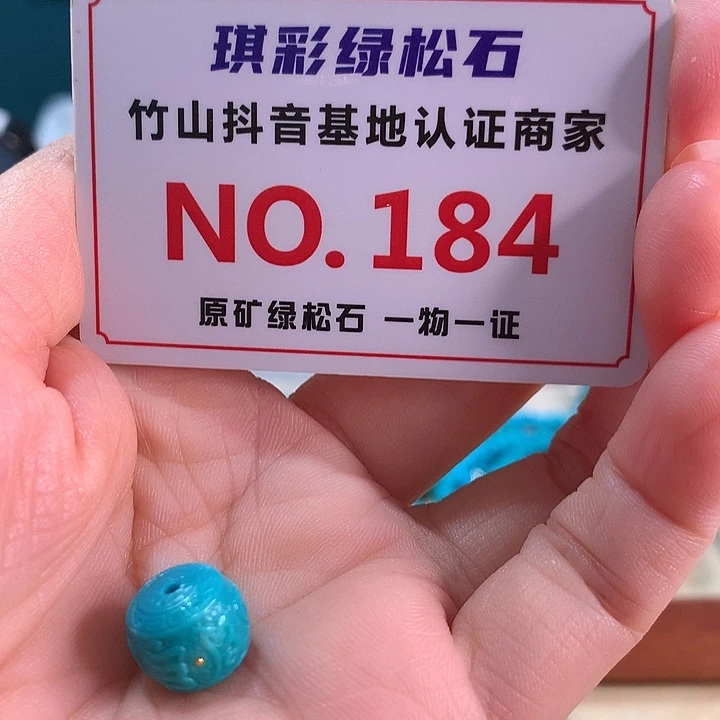 琪彩绿松石
竹山抖音基地认证商家
NO.184
原矿绿松石 一物一证